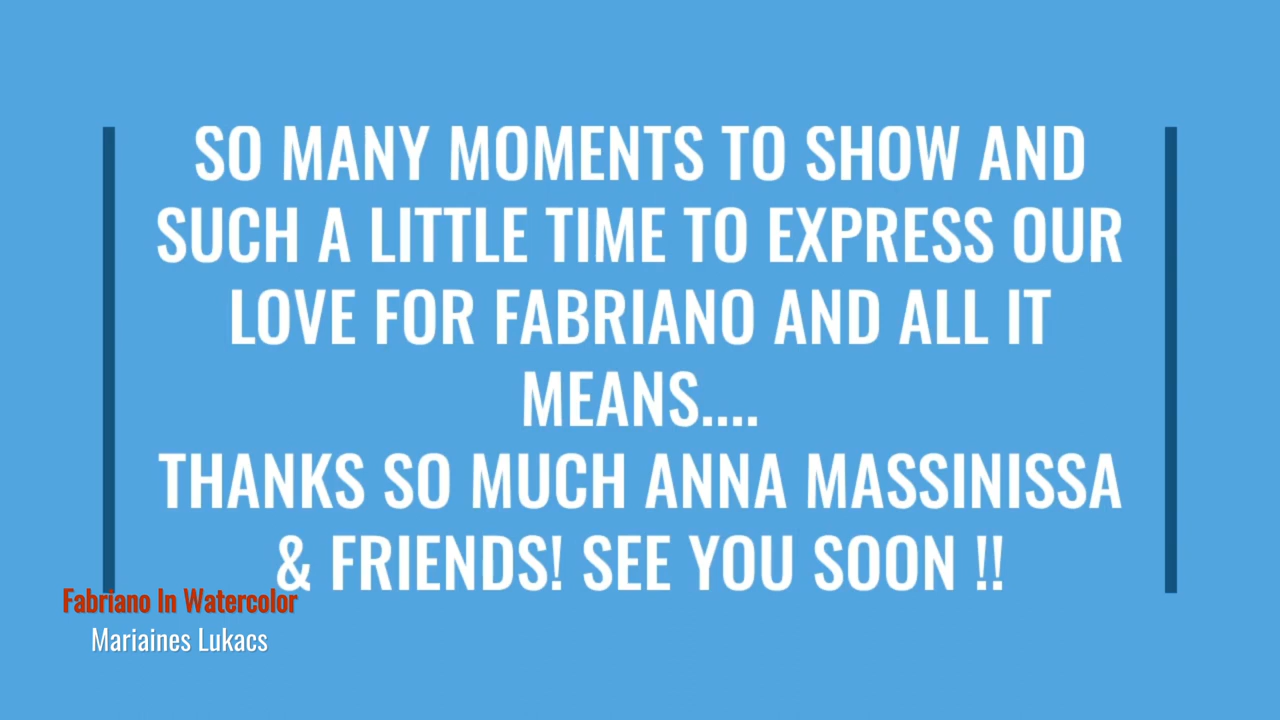 SO MANY MOMENTS TO SHOW AND
SUCH A LITTLE TIME TO EXPRESS OUR
LOVE FOR FABRIANO AND ALL IT
MEANS....
THANKS SO MUCH ANNA MASSINISSA
& FRIENDS! SEE YOU SOON !!
Fabriano In Watercolor
Mariaines Lukacs